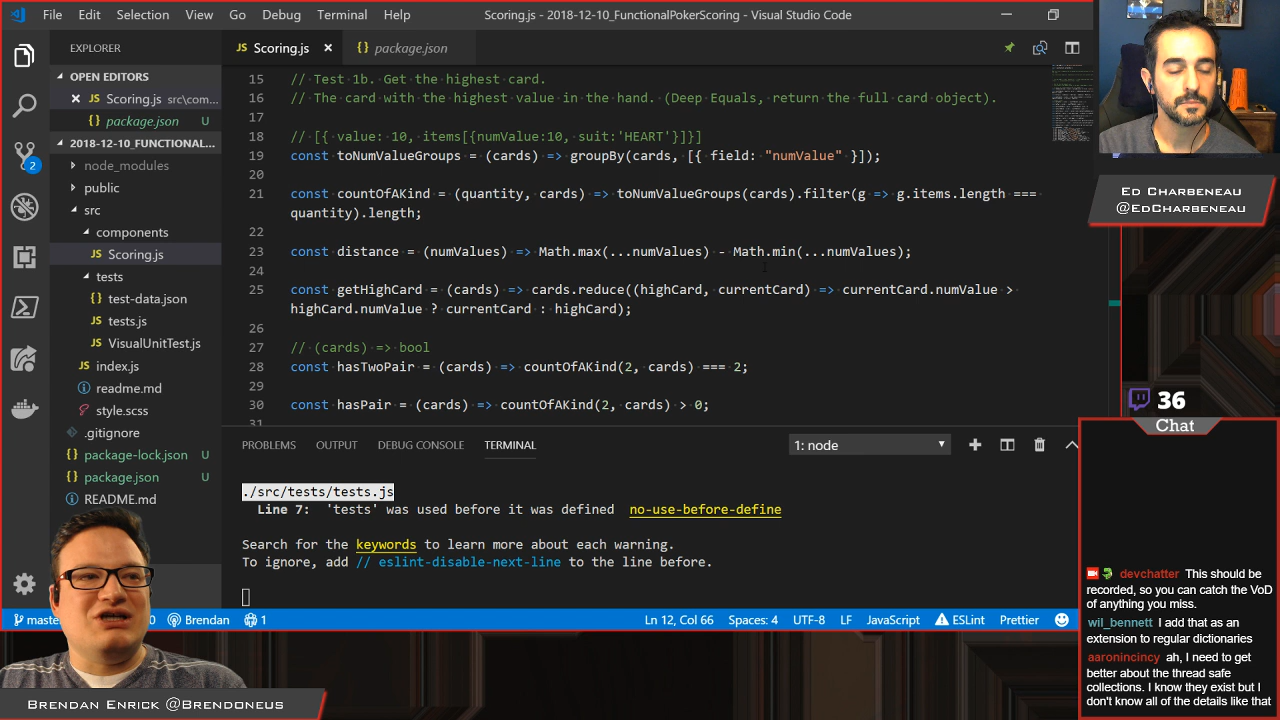 File Edit Selection View Go Debug Terminal Help
Scoring.js - 2018-12-10_FunctionalPokerScoring - Visual Studio Code
EXPLORER
OPEN EDITORS
JS Scoring.js src\com...
{} package.json U
2018-12-10_FUNCTIONAL...
node_modules
public
src
components
JS Scoring.js
tests
test-data.json
JS tests.js
JS VisualUnitTest.js
JS index.js
readme.md
style.scss
.gitignore
package-lock.json U
package.json U
README.md
2
JS Scoring.js
{} package.json
15 // Test 1b. Get the highest card.
16 // The card with the highest value in the hand. (Deep Equals, return the full card object).
17
18 // [{ value: 10, items[{numValue:10, suit:'HEART'}]}]
19 const toNumValueGroups = (cards) => groupBy(cards, [{ field: "numValue" }]);
20
21 const countOfAKind = (quantity, cards) => toNumValueGroups(cards).filter(g => g.items.length ===
quantity).length;
22
23 const distance = (numValues) => Math.max(...numValues) - Math.min(...numValues);
24
25 const getHighCard = (cards) => cards.reduce((highCard, currentCard) => currentCard.numValue >
highCard.numValue ? currentCard : highCard);
26
27 // (cards) => bool
28 const hasTwoPair = (cards) => countOfAKind(2, cards) === 2;
29
30 const hasPair = (cards) => countOfAKind(2, cards) > 0;
31
PROBLEMS OUTPUT DEBUG CONSOLE TERMINAL
1: node
./src/tests/tests.js
Line 7: 'tests' was used before it was defined no-use-before-define
Search for the keywords to learn more about each warning.
To ignore, add // eslint-disable-next-line to the line before.
0 Brendan 1
Ln 12, Col 66 Spaces: 4 UTF-8 LF JavaScript ESLint Prettier
Ed Charbeneau
@EdCharbeneau
36
Chat
devchatter This should be
recorded, so you can catch the VoD
of anything you miss.
wil_bennett I add that as an
extension to regular dictionaries
aaronincincy ah, I need to get
better about the thread safe
collections. I know they exist but I
don't know all of the details like that
Brendan Enrick @Brendoneus